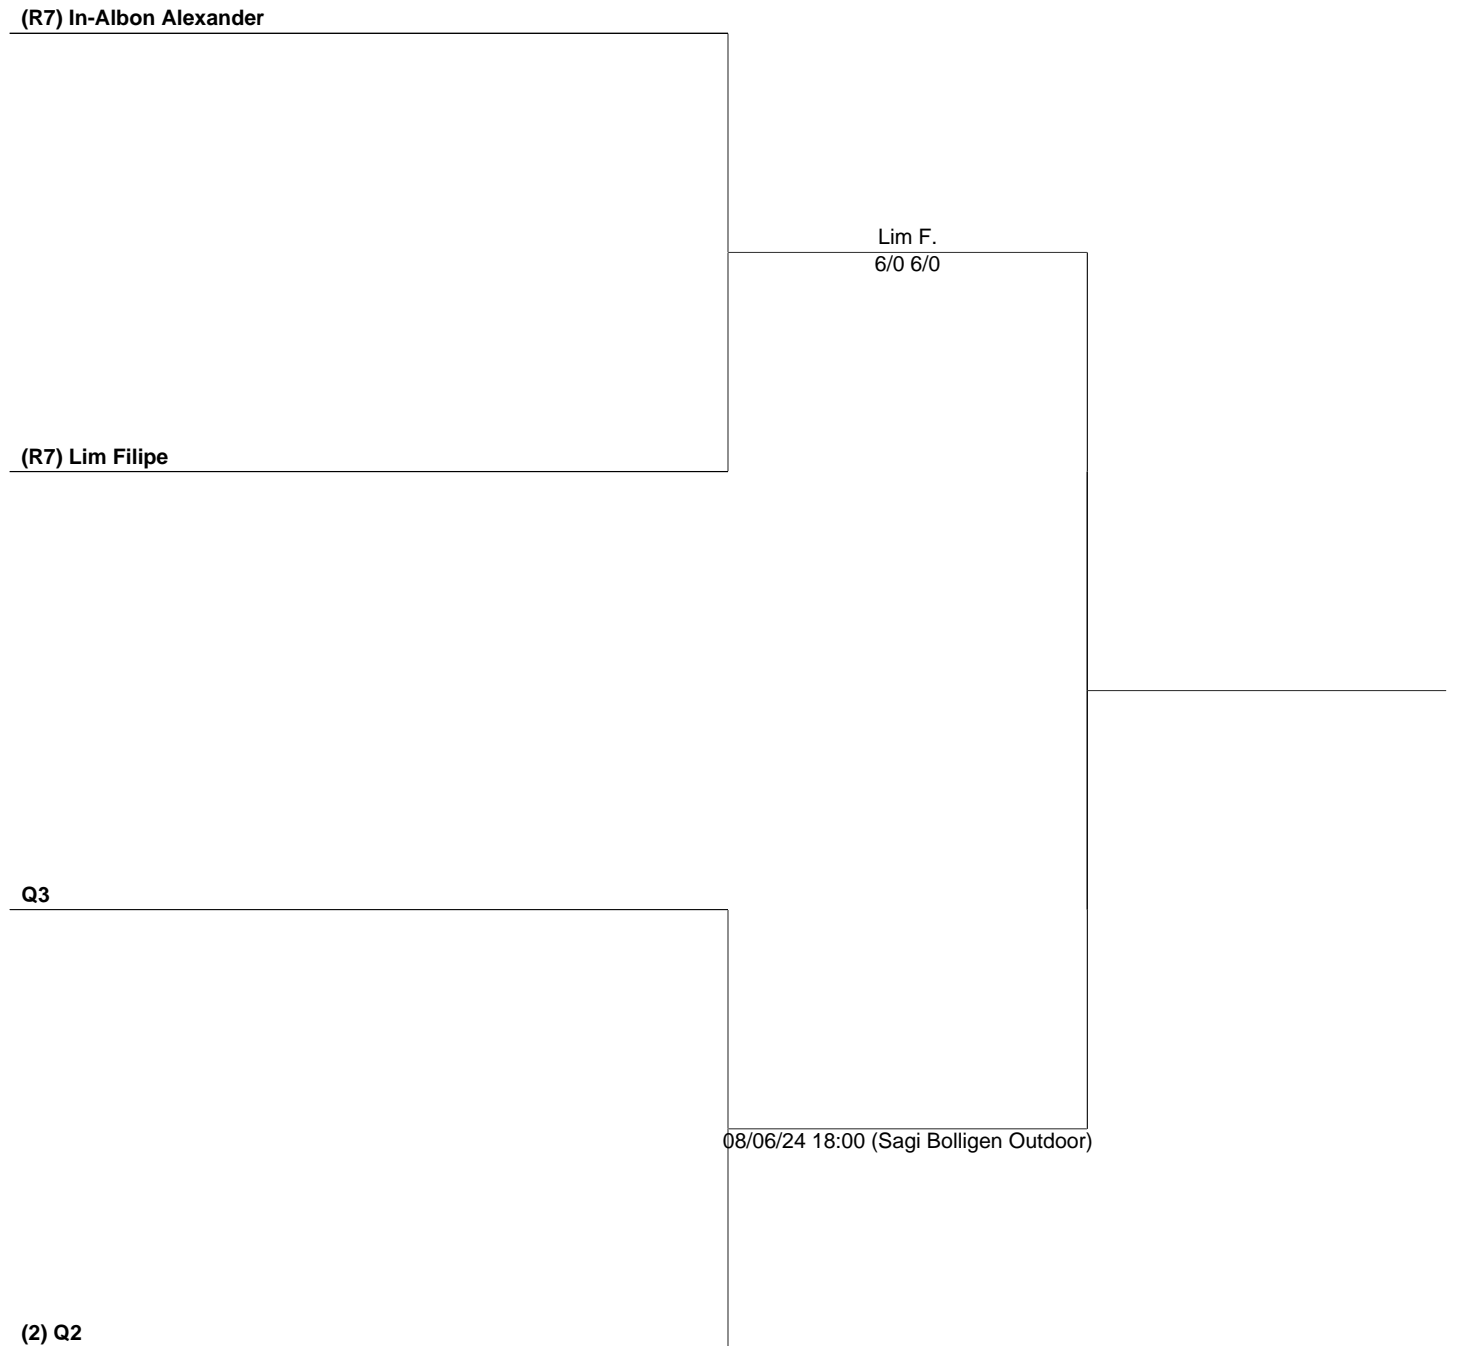 (R7) In-Albon Alexander
Lim F.
6/0 6/0
(R7) Lim Filipe
Q3
08/06/24 18:00 (Sagi Bolligen Outdoor)
(2) Q2